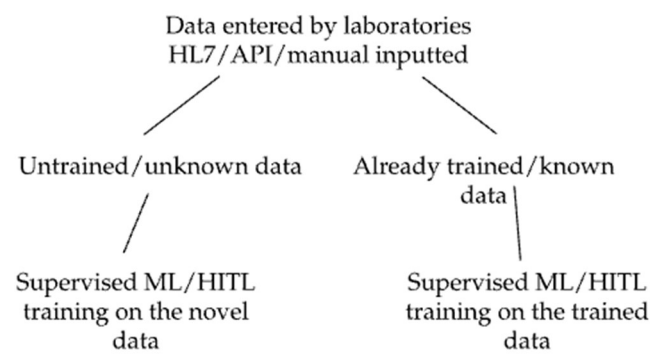 Data entered by laboratories
HL7/API/manual inputted
Untrained/unknown data
Already trained/known
data
Supervised ML/HITL
training on the novel
data
Supervised ML/HITL
training on the trained
data